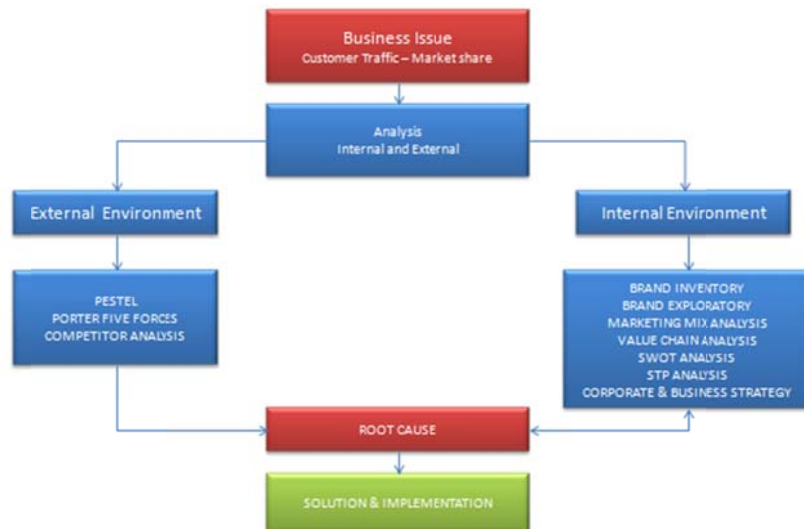 Business Issue
Customer Traffic – Market share
Analysis
Internal and External
External Environment
Internal Environment
PESTEL
PORTER FIVE FORCES
COMPETITOR ANALYSIS
BRAND INVENTORY
BRAND EXPLORATORY
MARKETING MIX ANALYSIS
VALUE CHAIN ANALYSIS
SWOT ANALYSIS
STP ANALYSIS
CORPORATE & BUSINESS STRATEGY
ROOT CAUSE
SOLUTION & IMPLEMENTATION